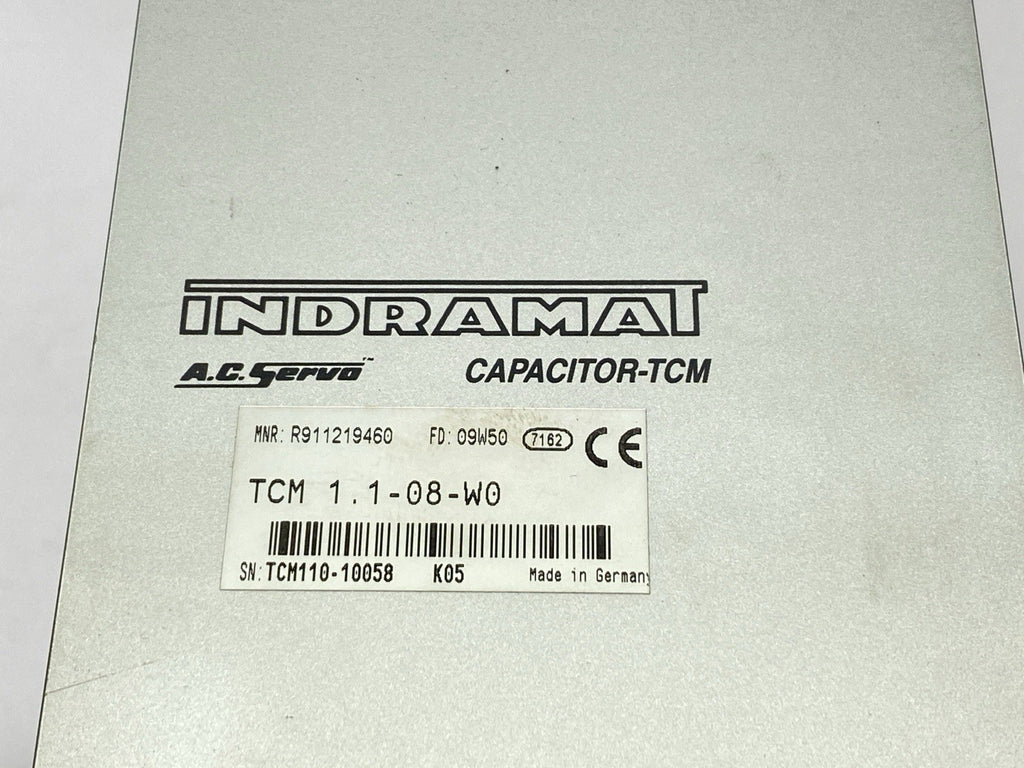 INDRAMAT
A.C. Servo™ CAPACITOR-TCM
MNR: R911219460 FD: 09W50 7162 CE
TCM 1.1-08-W0
SN: TCM110-10058 K05 Made in Germany